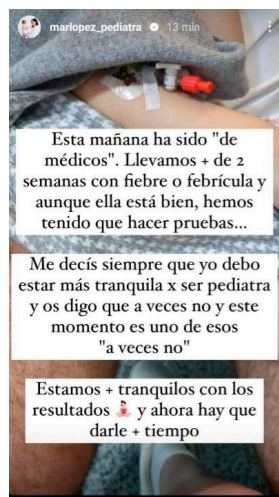 marlopez_pediatra 13 min
Esta mañana ha sido "de
médicos". Llevamos + de 2
semanas con fiebre o febrícula y
aunque ella está bien, hemos
tenido que hacer pruebas...
Me decís siempre que yo debo
estar más tranquila x ser pediatra
y os digo que a veces no y este
momento es uno de esos
"a veces no"
Estamos + tranquilos con los
resultados 🧘🏻‍♀️ y ahora hay que
darle + tiempo